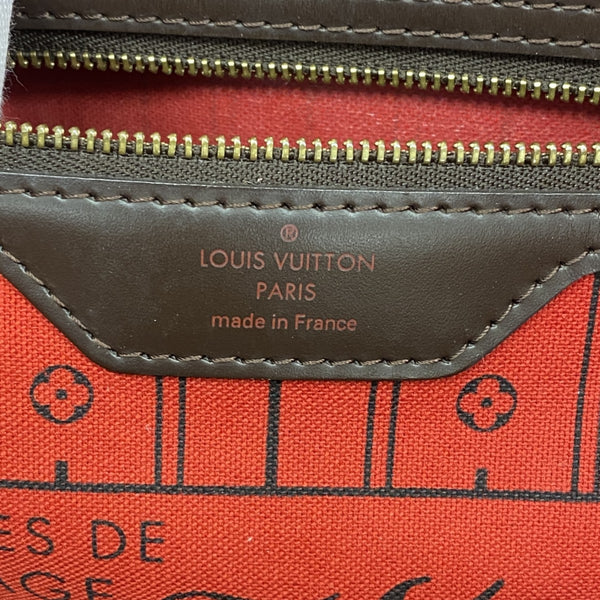 ®
LOUIS VUITTON
PARIS
made in France
ES DE
AGE